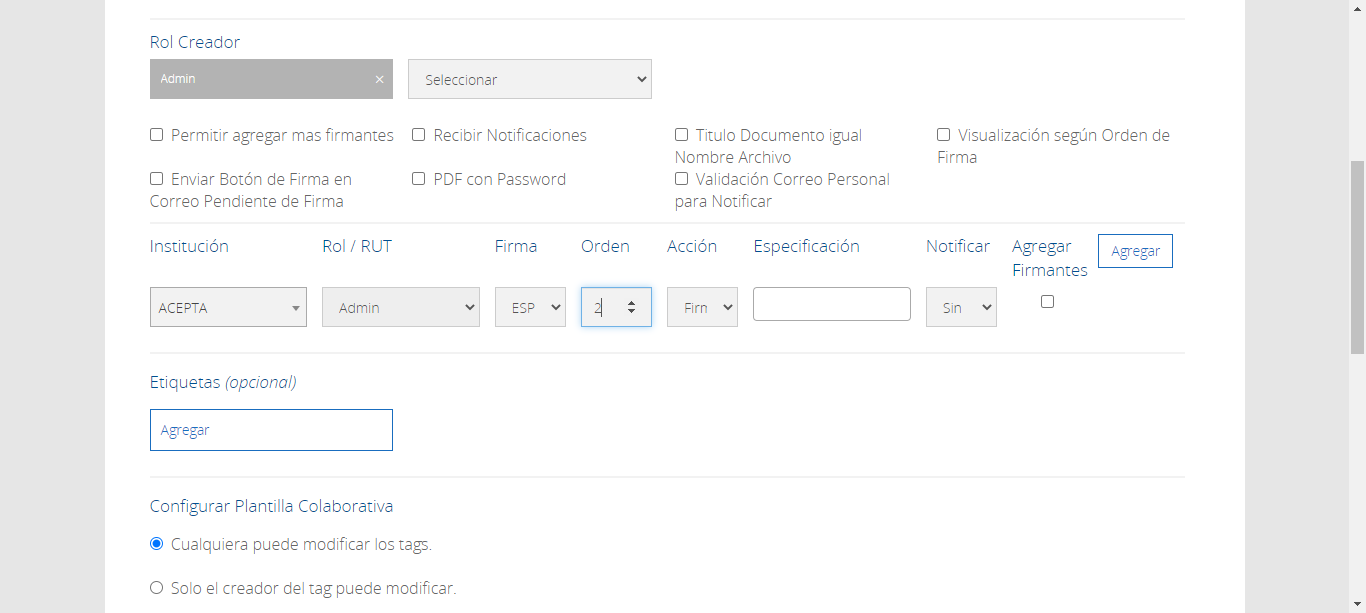 Rol Creador
Admin ×
Seleccionar
Permitir agregar mas firmantes
Recibir Notificaciones
Titulo Documento igual
Nombre Archivo
Visualización según Orden de
Firma
Enviar Botón de Firma en
Correo Pendiente de Firma
PDF con Password
Validación Correo Personal
para Notificar
Institución
Rol / RUT
Firma
Orden
Acción
Especificación
Notificar
Agregar
Firmantes
Agregar
ACEPTA
Admin
ESP
2
Firn
Sin
Etiquetas (opcional)
Agregar
Configurar Plantilla Colaborativa
Cualquiera puede modificar los tags.
Solo el creador del tag puede modificar.